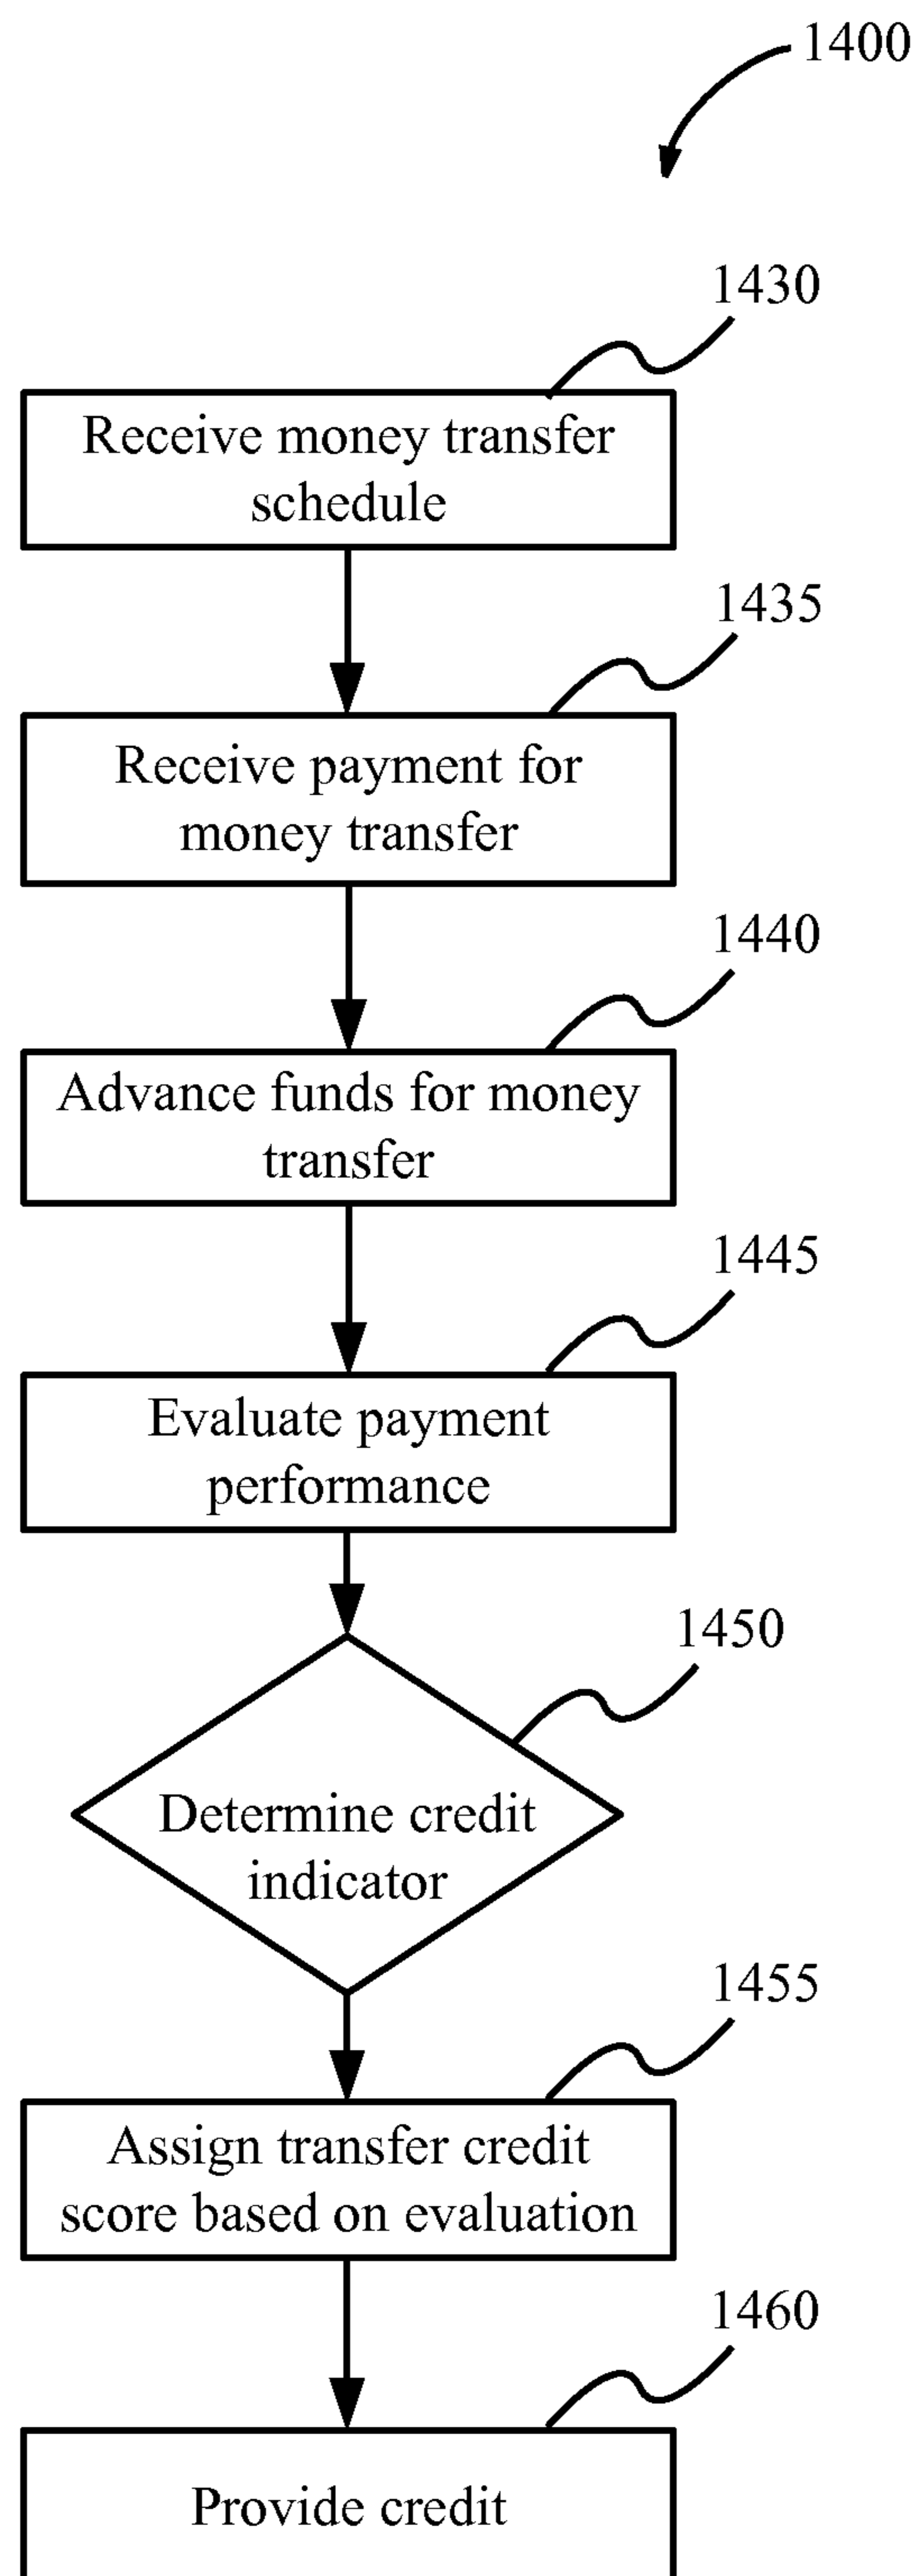 1400
1430
Receive money transfer
schedule
1435
Receive payment for
money transfer
1440
Advance funds for money
transfer
1445
Evaluate payment
performance
1450
Determine credit
indicator
1455
Assign transfer credit
score based on evaluation
1460
Provide credit